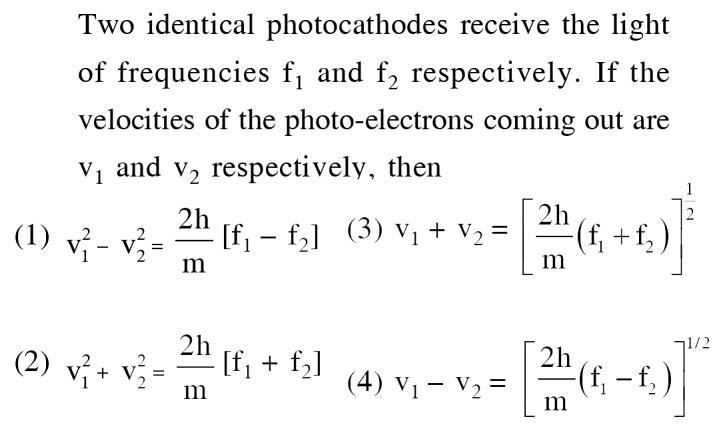 Two identical photocathodes receive the light
of frequencies f₁ and f₂ respectively. If the
velocities of the photo-electrons coming out are
v₁ and v₂ respectively, then
(1) v₁² − v₂² = 2h/m [f₁ − f₂] (3) v₁ + v₂ = [2h/m (f₁ + f₂)]^1/2
(2) v₁² + v₂² = 2h/m [f₁ + f₂] (4) v₁ − v₂ = [2h/m (f₁ − f₂)]^1/2